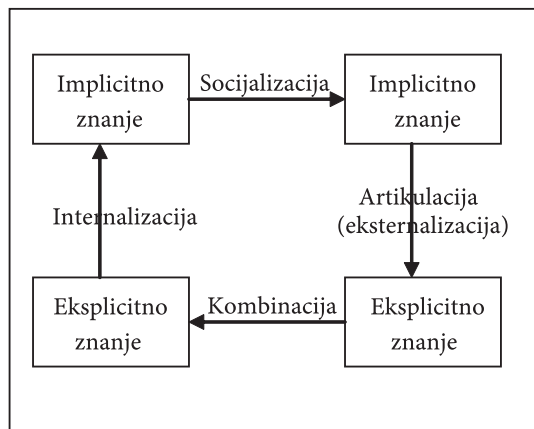 Implicitno
znanje
Socijalizacija
Implicitno
znanje
Internalizacija
Artikulacija
(eksternalizacija)
Eksplicitno
znanje
Kombinacija
Eksplicitno
znanje